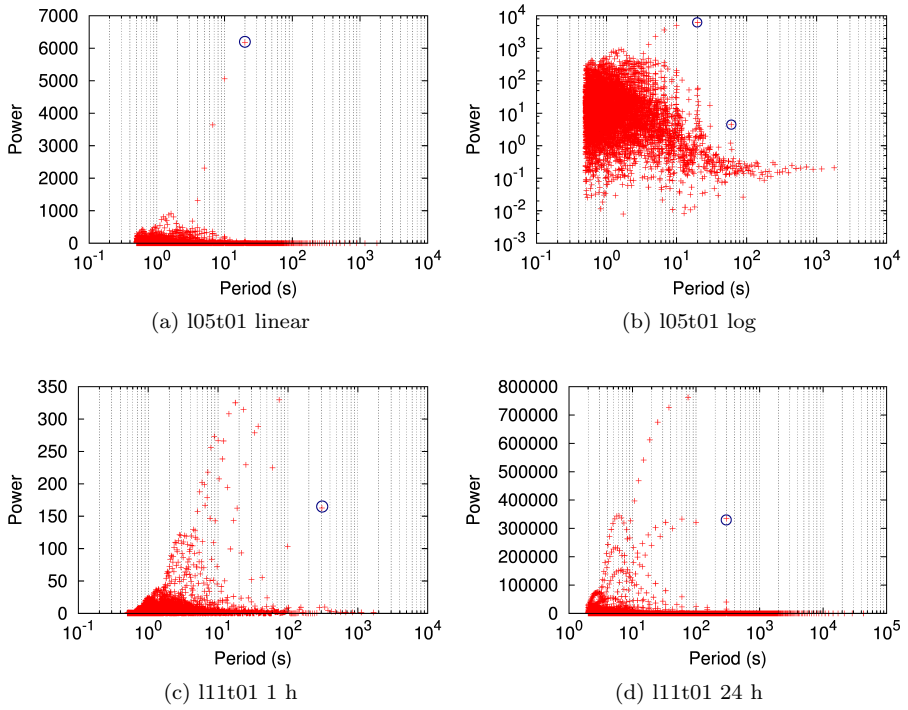 7000
6000
5000
4000
3000
2000
1000
0
Power
10^-1 10^0 10^1 10^2 10^3 10^4
Period (s)
(a) l05t01 linear
10^4
10^3
10^2
10^1
10^0
10^-1
10^-2
10^-3
Power
10^0 10^1 10^2 10^3 10^4
Period (s)
(b) l05t01 log
350
300
250
200
150
100
50
0
Power
10^-1 10^0 10^1 10^2 10^3 10^4
Period (s)
(c) l11t01 1 h
800000
700000
600000
500000
400000
300000
200000
100000
0
Power
10^0 10^1 10^2 10^3 10^4 10^5
Period (s)
(d) l11t01 24 h